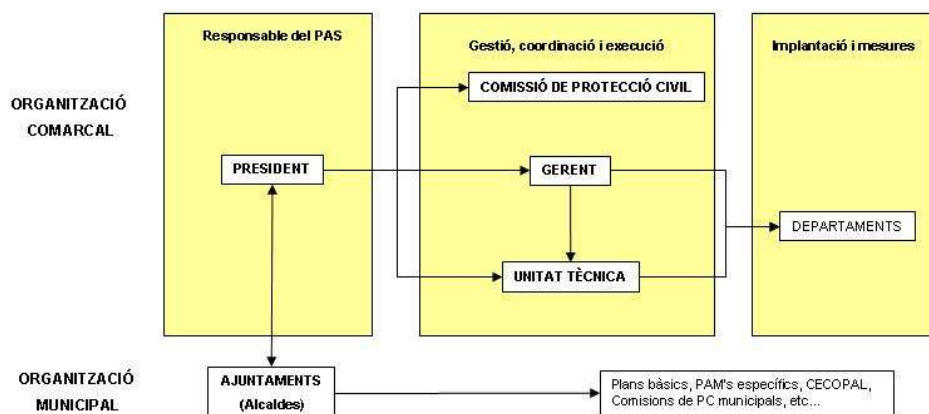 Responsable del PAS
Gestió, coordinació i execució
Implantació i mesures
ORGANITZACIÓ
COMARCAL
COMISSIÓ DE PROTECCIÓ CIVIL
PRESIDENT
GERENT
DEPARTAMENTS
UNITAT TÈCNICA
ORGANITZACIÓ
MUNICIPAL
AJUNTAMENTS
(Alcaldes)
Plans bàsics, PAM's específics, CECOPAL,
Comisions de PC municipals, etc...